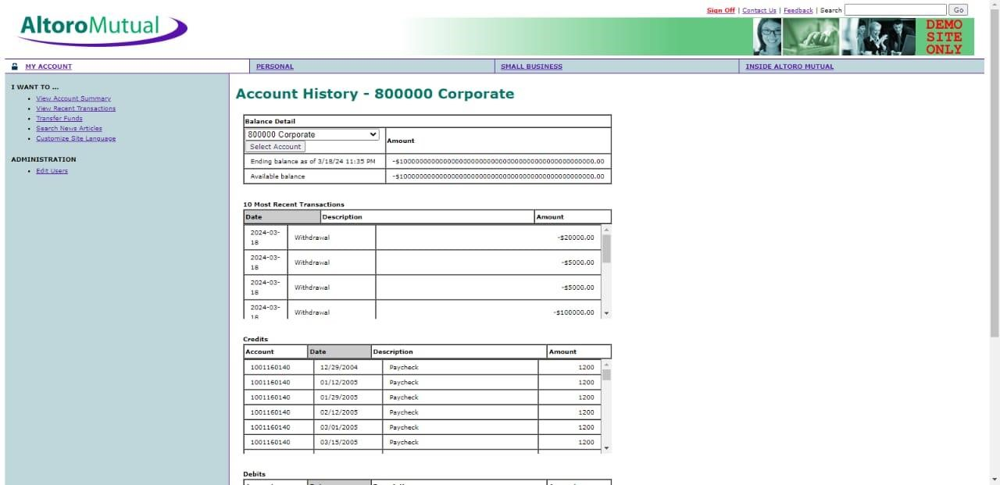 Sign Off | Contact Us | Feedback | Search Go
AltoroMutual
DEMO
SITE
ONLY
MY ACCOUNT PERSONAL SMALL BUSINESS INSIDE ALTORO MUTUAL
I WANT TO ...
• View Account Summary
• View Recent Transactions
• Transfer Funds
• Search News Articles
• Customize Site Language
ADMINISTRATION
• Edit Users
Account History - 800000 Corporate
Balance Detail
800000 Corporate
Select Account
Amount
Ending balance as of 3/18/24 11:35 PM
Available balance
10 Most Recent Transactions
Date Description Amount
2024-03-18 Withdrawal -$20000.00
2024-03-18 Withdrawal -$5000.00
2024-03-18 Withdrawal -$5000.00
2024-03-18 Withdrawal -$100000.00
Credits
Account Date Description Amount
1001160140 12/29/2004 Paycheck 1200
1001160140 01/12/2005 Paycheck 1200
1001160140 01/29/2005 Paycheck 1200
1001160140 02/12/2005 Paycheck 1200
1001160140 03/01/2005 Paycheck 1200
1001160140 03/15/2005 Paycheck 1200
Debits